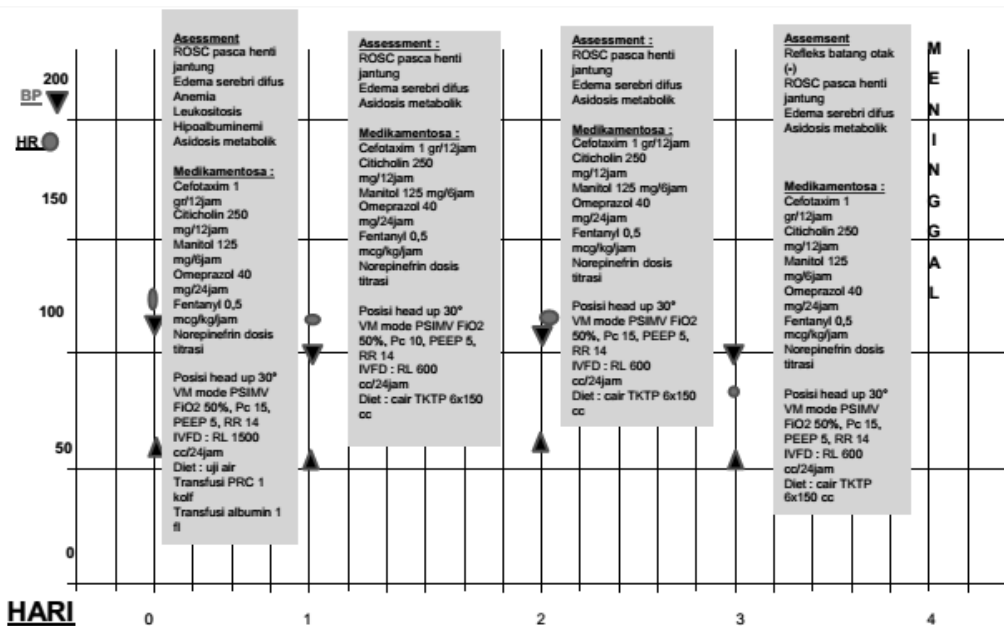 200
BP
HR
150
100
50
0
HARI
0
1
2
3
4
Asessment
ROSC pasca henti
jantung
Edema serebri difus
Anemia
Leukositosis
Hipoalbuminemi
Asidosis metabolik
Medikamentosa :
Cefotaxim 1
gr/12jam
Citicholin 250
mg/12jam
Manitol 125
mg/6jam
Omeprazol 40
mg/24jam
Fentanyl 0,5
mcg/kg/jam
Norepinefrin dosis
titrasi
Posisi head up 30°
VM mode PSIMV
FiO2 50%, Pc 15,
PEEP 5, RR 14
IVFD : RL 1500
cc/24jam
Diet : uji air
Transfusi PRC 1
kolf
Transfusi albumin 1
fl
Assessment :
ROSC pasca henti
jantung
Edema serebri difus
Asidosis metabolik
Medikamentosa :
Cefotaxim 1 gr/12jam
Citicholin 250
mg/12jam
Manitol 125 mg/6jam
Omeprazol 40
mg/24jam
Fentanyl 0,5
mcg/kg/jam
Norepinefrin dosis
titrasi
Posisi head up 30°
VM mode PSIMV FiO2
50%, Pc 10, PEEP 5,
RR 14
IVFD : RL 600
cc/24jam
Diet : cair TKTP 6x150
cc
Assessment :
ROSC pasca henti
jantung
Edema serebri difus
Asidosis metabolik
Medikamentosa :
Cefotaxim 1 gr/12jam
Citicholin 250
mg/12jam
Manitol 125 mg/6jam
Omeprazol 40
mg/24jam
Fentanyl 0,5
mcg/kg/jam
Norepinefrin dosis
titrasi
Posisi head up 30°
VM mode PSIMV FiO2
50%, Pc 15, PEEP 5,
RR 14
IVFD : RL 600
cc/24jam
Diet : cair TKTP 6x150
cc
Assemsent
Refleks batang otak
(-)
ROSC pasca henti
jantung
Edema serebri difus
Asidosis metabolik
Medikamentosa :
Cefotaxim 1
gr/12jam
Citicholin 250
mg/12jam
Manitol 125
mg/6jam
Omeprazol 40
mg/24jam
Fentanyl 0,5
mcg/kg/jam
Norepinefrin dosis
titrasi
Posisi head up 30°
VM mode PSIMV
FiO2 50%, Pc 15,
PEEP 5, RR 14
IVFD : RL 600
cc/24jam
Diet : cair TKTP
6x150 cc
M
E
N
I
N
G
G
A
L